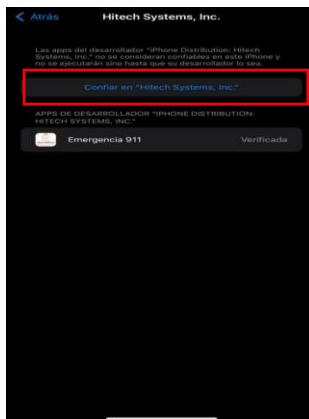 Atrás
Hitech Systems, Inc.
Las apps del desarrollador "iPhone Distribution: Hitech
Systems, Inc." no se consideran confiables en este iPhone y
no se ejecutarán sino hasta que su desarrollador lo sea.
Confiar en "Hitech Systems, Inc."
APPS DE DESARROLLADOR "IPHONE DISTRIBUTION:
HITECH SYSTEMS, INC."
Emergencia 911
Verificada